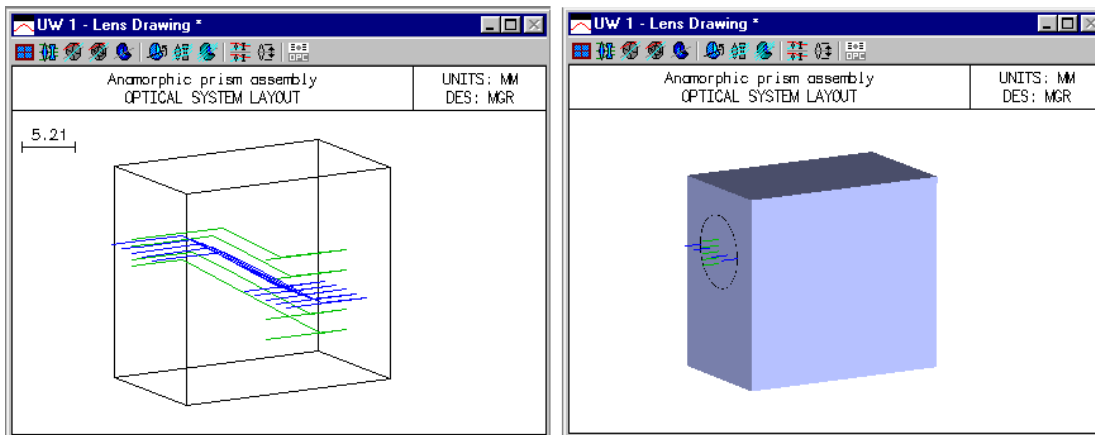 UW 1 - Lens Drawing *
Anamorphic prism assembly
OPTICAL SYSTEM LAYOUT
UNITS: MM
DES: MGR
5.21
UW 1 - Lens Drawing *
Anamorphic prism assembly
OPTICAL SYSTEM LAYOUT
UNITS: MM
DES: MGR